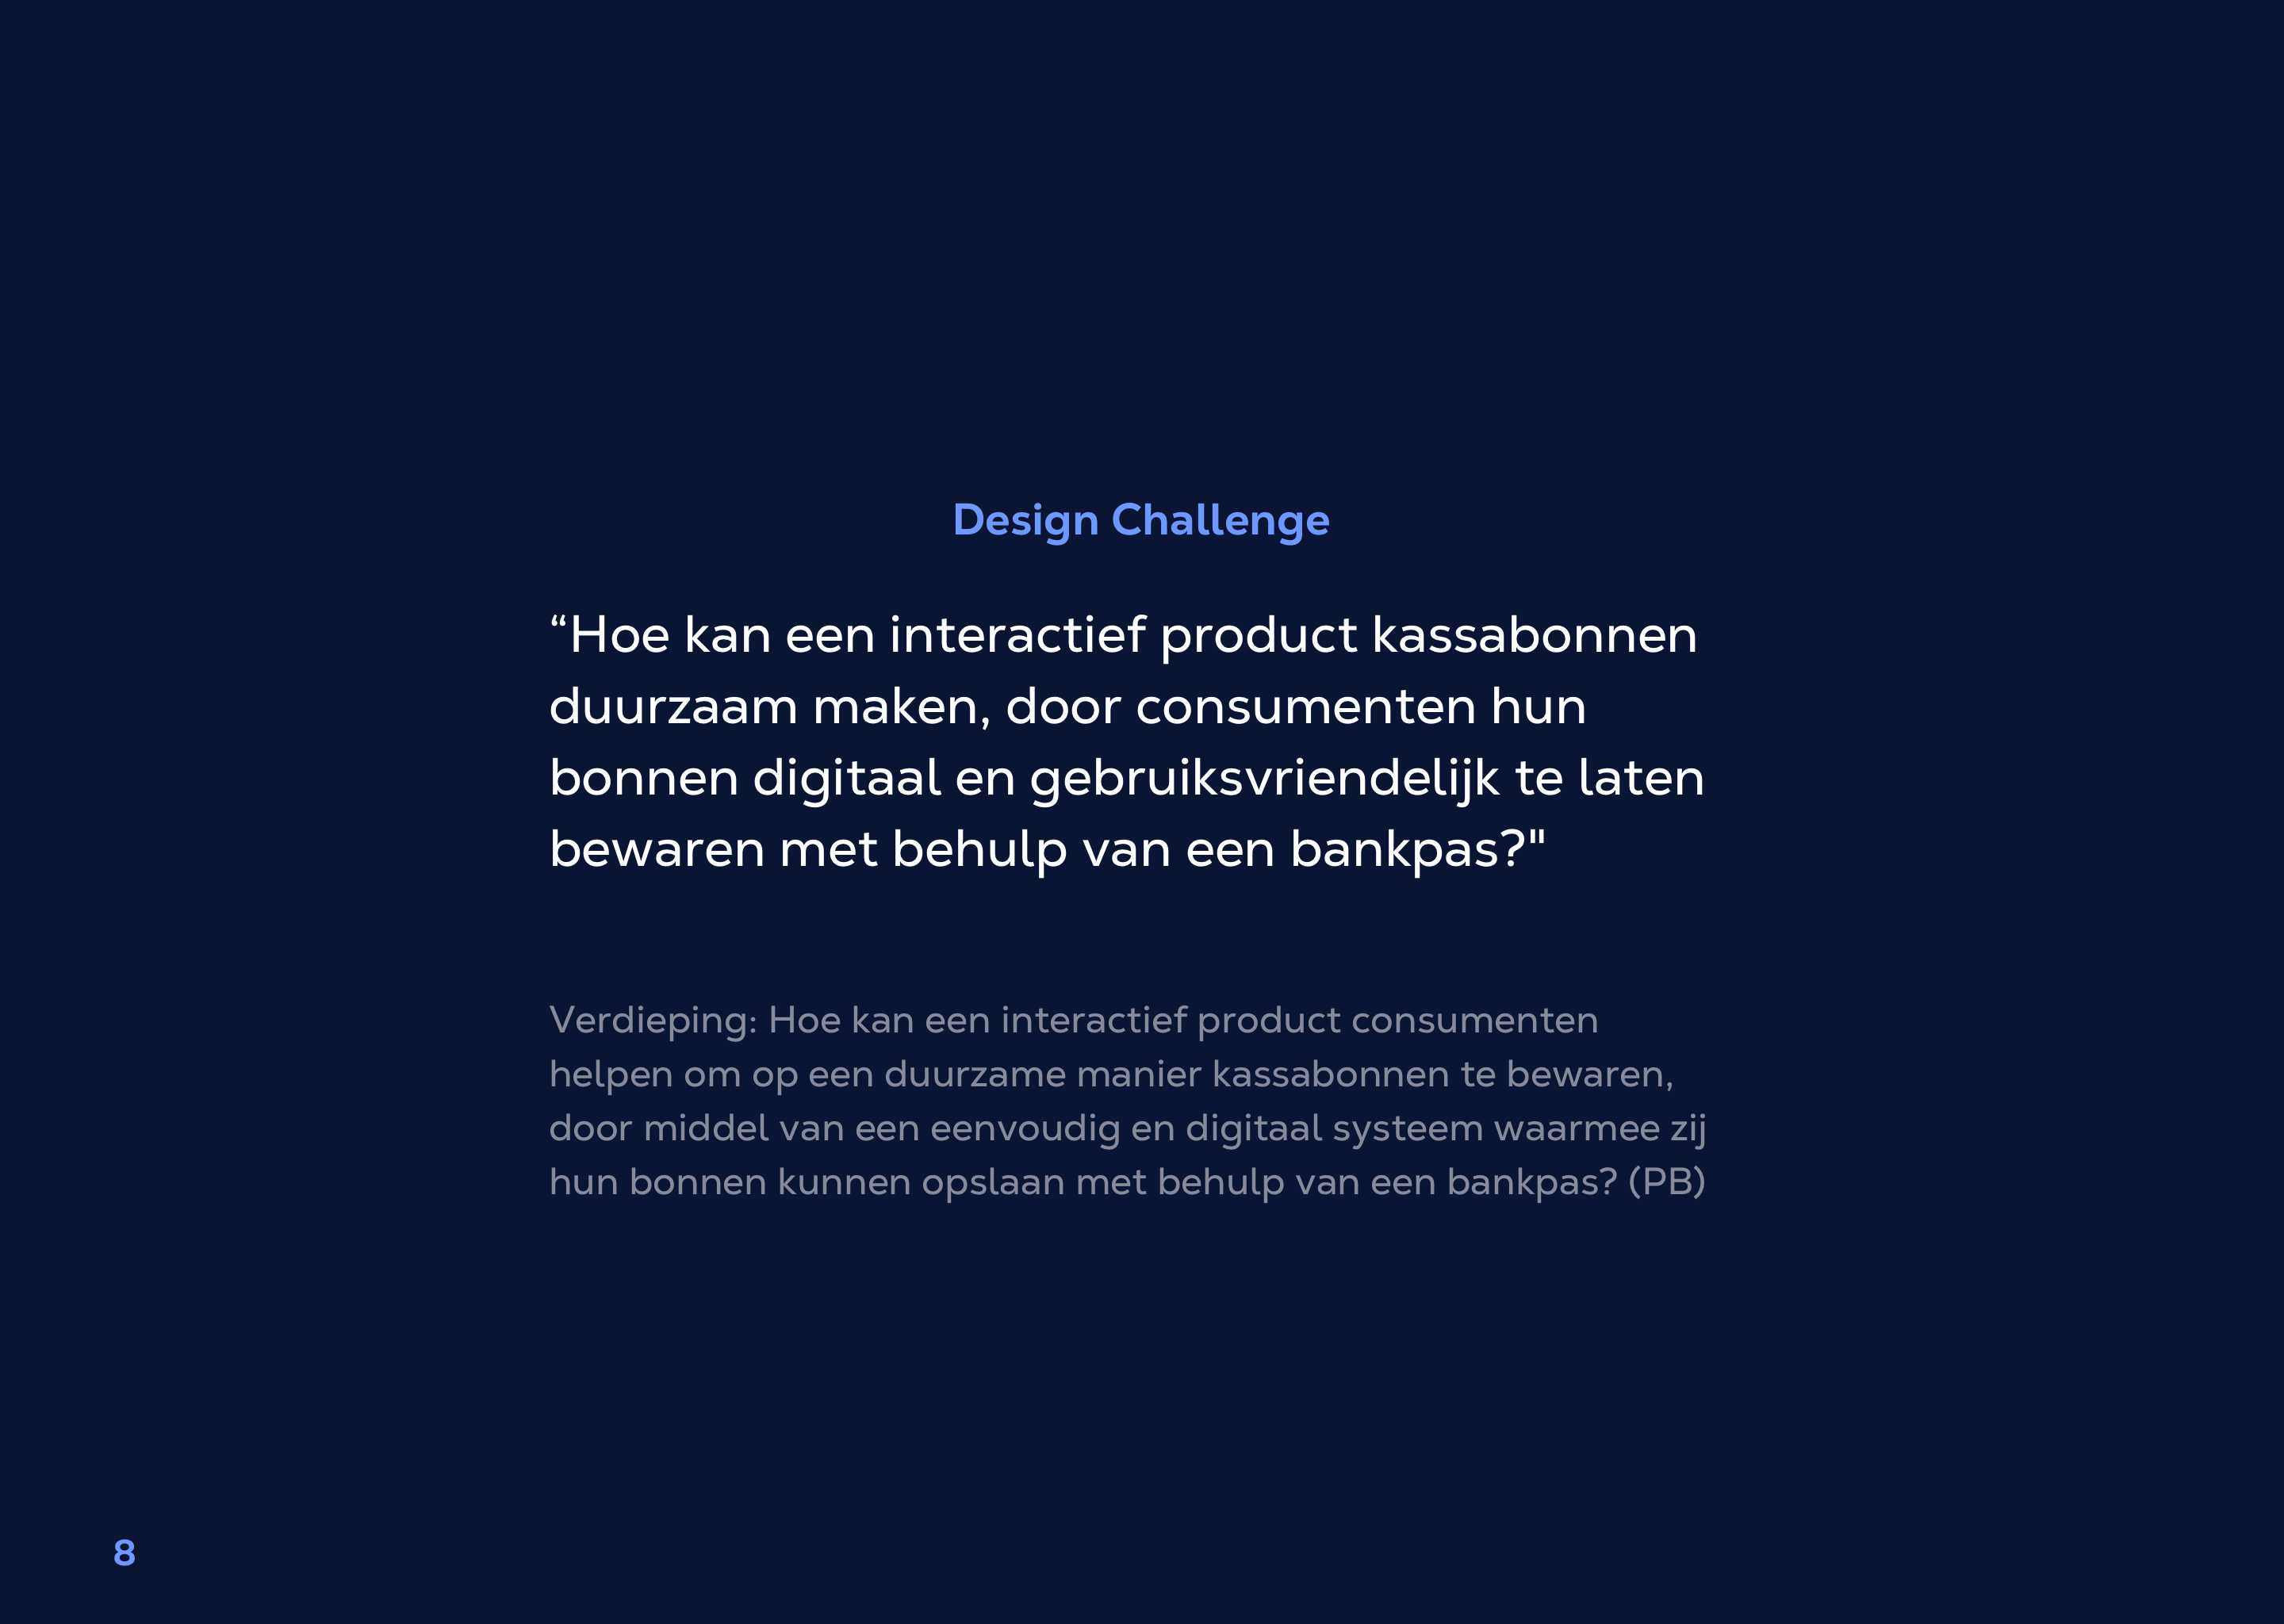 Design Challenge
“Hoe kan een interactief product kassabonnen
duurzaam maken, door consumenten hun
bonnen digitaal en gebruiksvriendelijk te laten
bewaren met behulp van een bankpas?"
Verdieping: Hoe kan een interactief product consumenten
helpen om op een duurzame manier kassabonnen te bewaren,
door middel van een eenvoudig en digitaal systeem waarmee zij
hun bonnen kunnen opslaan met behulp van een bankpas? (PB)
8